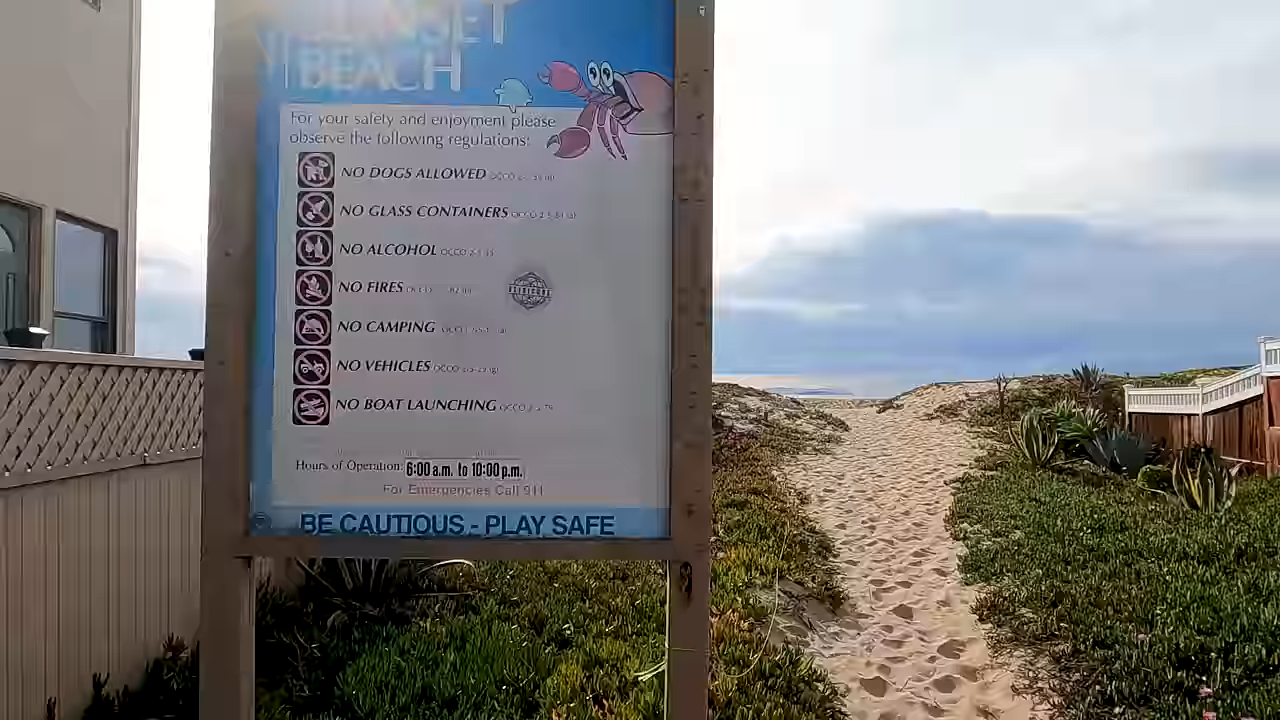 BEACH
For your safety and enjoyment please
observe the following regulations:
NO DOGS ALLOWED
NO GLASS CONTAINERS
NO ALCOHOL
NO FIRES
NO CAMPING
NO VEHICLES
NO BOAT LAUNCHING
Hours of Operation: 6:00 a.m. to 10:00 p.m.
For Emergencies Call 911
BE CAUTIOUS - PLAY SAFE